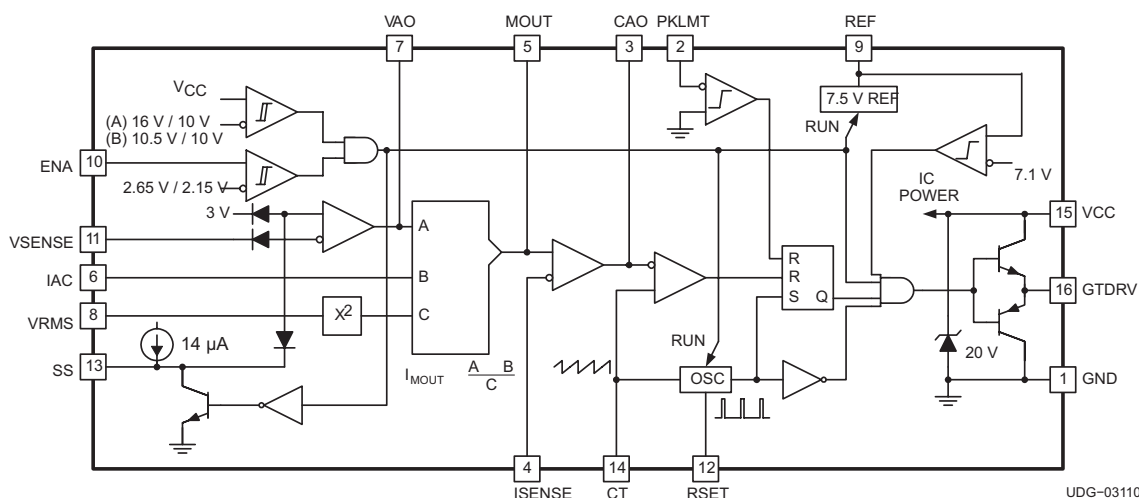 VAO
7
MOUT
5
CAO
3
PKLMT
2
REF
9
VCC
(A) 16 V / 10 V
(B) 10.5 V / 10 V
7.5 V REF
RUN
ENA
10
2.65 V / 2.15 V
7.1 V
IC
POWER
3 V
15
VCC
VSENSE
11
A
R
R
S
Q
IAC
6
B
16
GTDRV
VRMS
8
X2
C
14 µA
SS
13
RUN
20 V
IMOUT
A B
C
OSC
1
GND
4
ISENSE
14
CT
12
RSET
UDG−03110